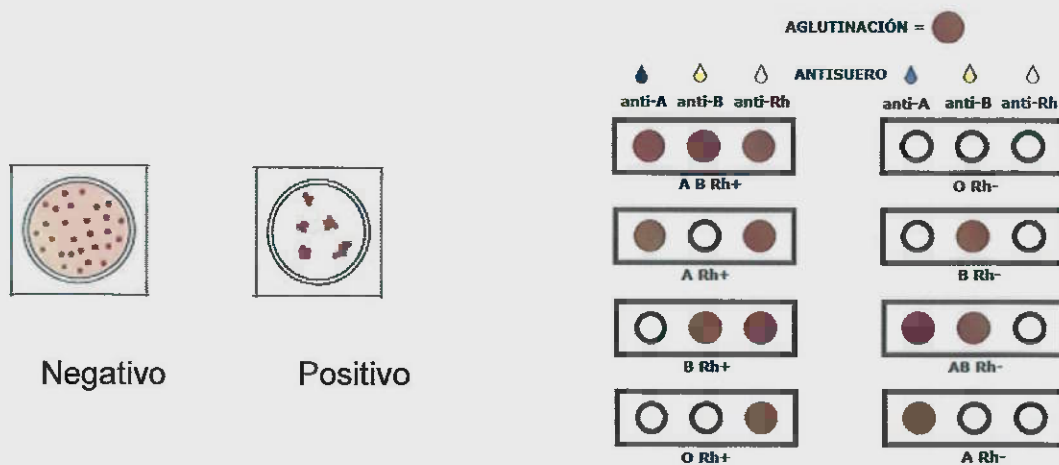 AGLUTINACIÓN =
ANTISUERO
anti-A anti-B anti-Rh
anti-A anti-B anti-Rh
A B Rh+
O Rh-
A Rh+
B Rh-
B Rh+
AB Rh-
O Rh+
A Rh-
Negativo
Positivo